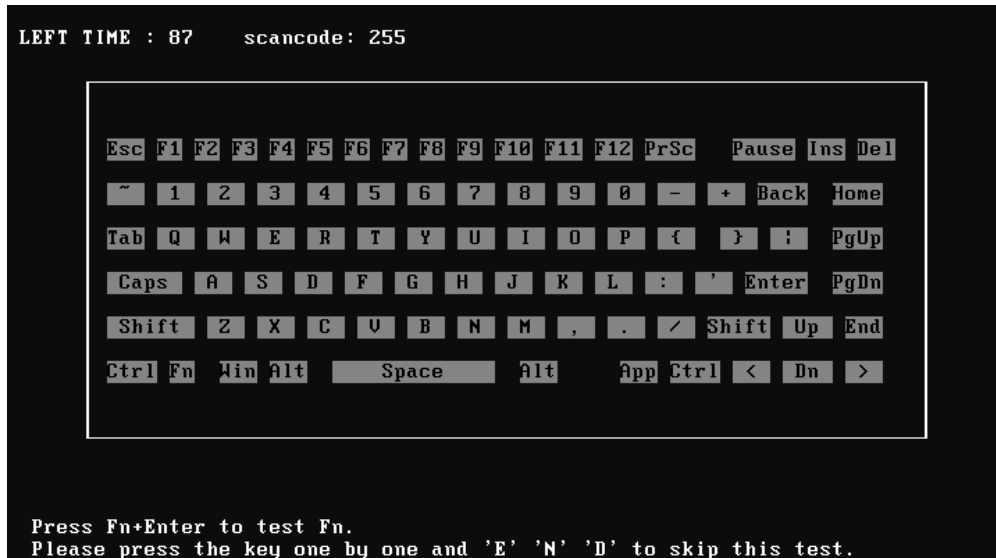 LEFT TIME : 87 scancode: 255
Esc F1 F2 F3 F4 F5 F6 F7 F8 F9 F10 F11 F12 PrSc Pause Ins Del
~ 1 2 3 4 5 6 7 8 9 0 - + Back Home
Tab Q W E R T Y U I O P { } ¦ PgUp
Caps A S D F G H J K L : ' Enter PgDn
Shift Z X C V B N M , . / Shift Up End
Ctrl Fn Win Alt Space Alt App Ctrl < Dn >
Press Fn+Enter to test Fn.
Please press the key one by one and 'E' 'N' 'D' to skip this test.